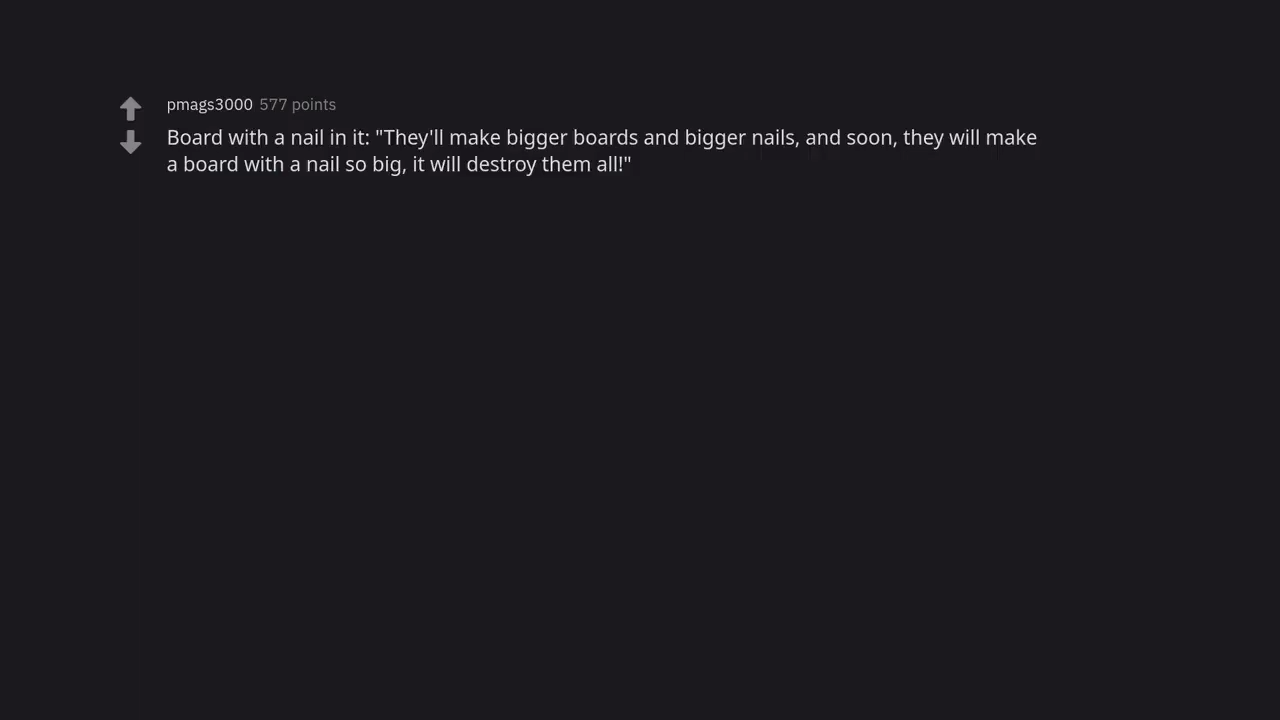 pmags3000 577 points
Board with a nail in it: "They'll make bigger boards and bigger nails, and soon, they will make
a board with a nail so big, it will destroy them all!"